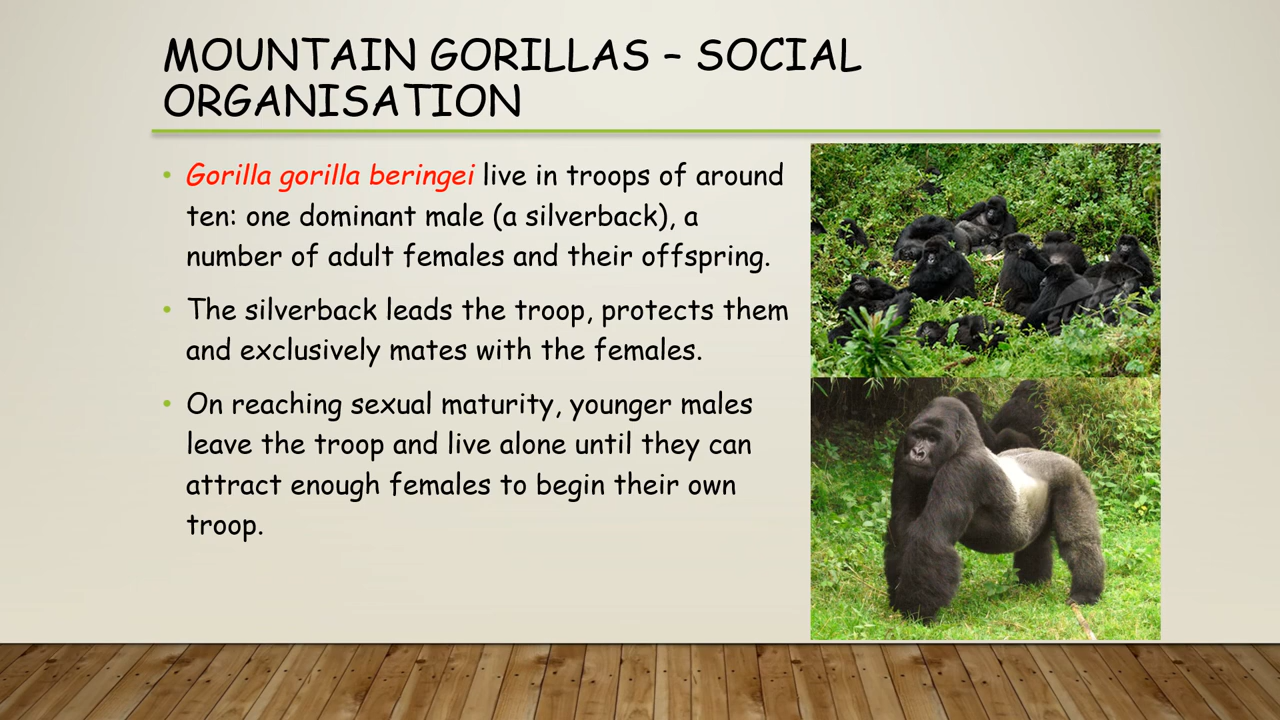 MOUNTAIN GORILLAS – SOCIAL
ORGANISATION
• Gorilla gorilla beringei live in troops of around
ten: one dominant male (a silverback), a
number of adult females and their offspring.
• The silverback leads the troop, protects them
and exclusively mates with the females.
• On reaching sexual maturity, younger males
leave the troop and live alone until they can
attract enough females to begin their own
troop.